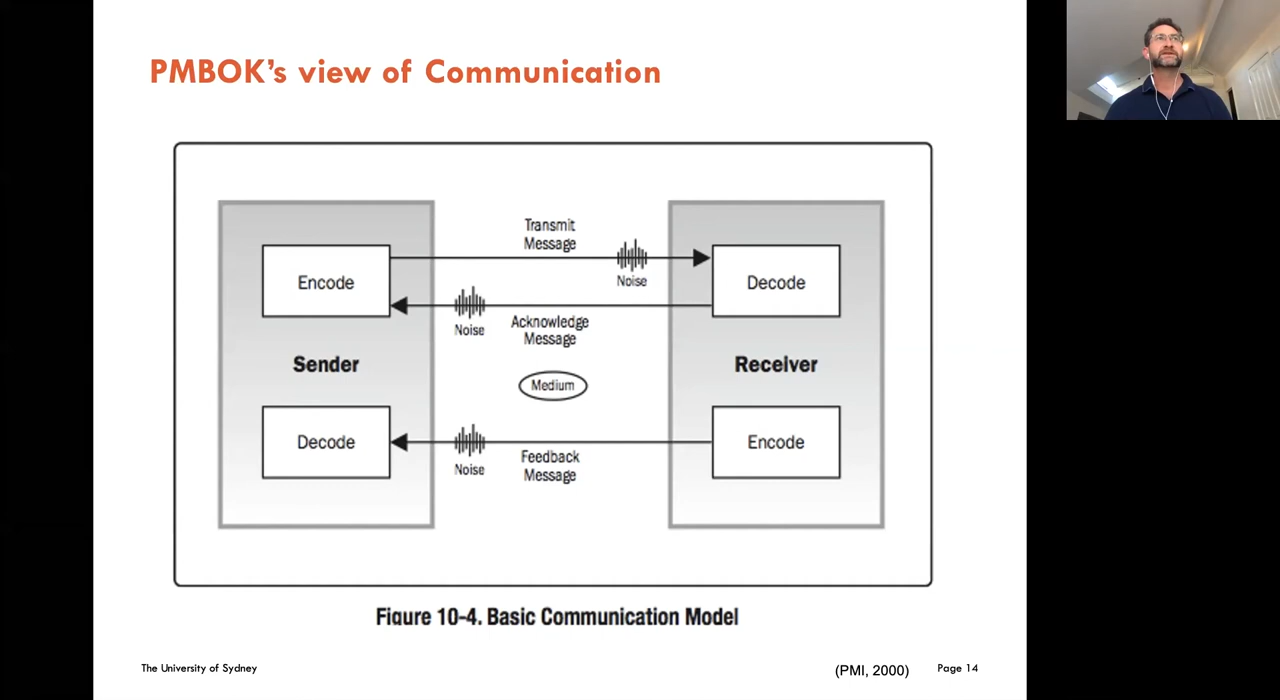 PMBOK's view of Communication
Transmit
Message
Encode
Noise
Decode
Noise
Acknowledge
Message
Sender
Medium
Receiver
Decode
Noise
Feedback
Message
Encode
Figure 10-4. Basic Communication Model
The University of Sydney
(PMI, 2000)
Page 14